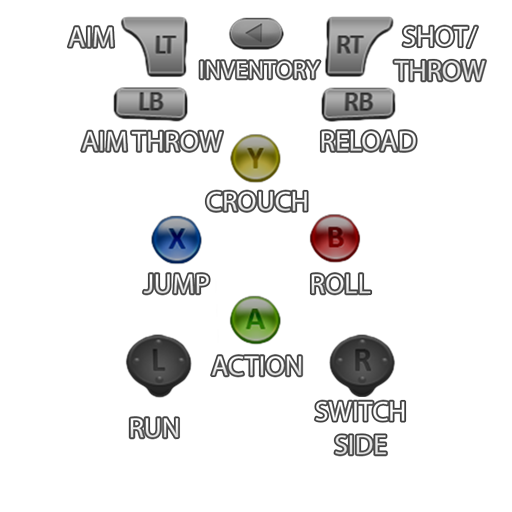 AIM
LT
INVENTORY
RT
SHOT/
THROW
LB
AIM THROW
RB
RELOAD
Y
CROUCH
X
JUMP
B
ROLL
A
ACTION
L
RUN
R
SWITCH
SIDE